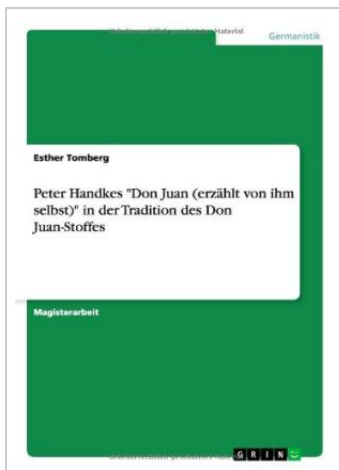 Germanistik
Esther Tomberg
Peter Handkes "Don Juan (erzählt von ihm
selbst)" in der Tradition des Don
Juan-Stoffes
Magisterarbeit
GRIN